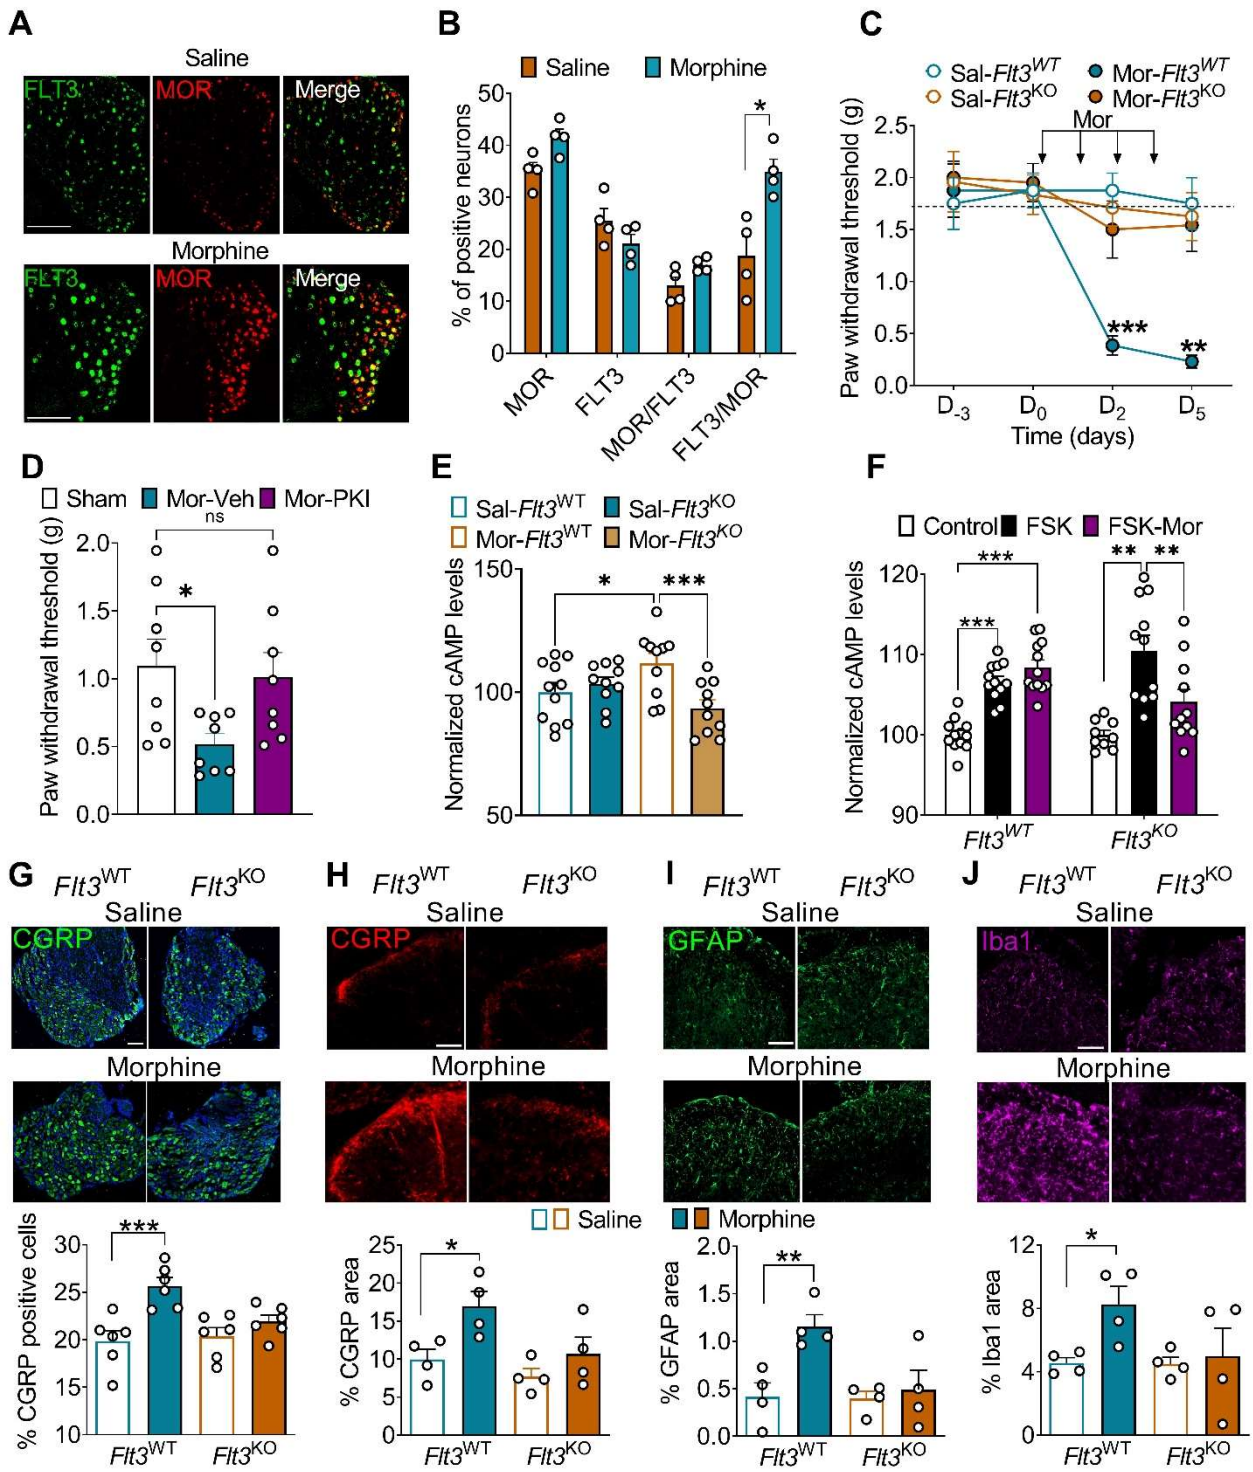 A
Saline
FLT3 MOR Merge
Morphine
FLT3 MOR Merge
B
Saline Morphine
% of positive neurons
50
40
30
20
10
0
*
MOR FLT3 MOR/FLT3 FLT3/MOR
C
Sal-Flt3WT Mor-Flt3WT
Sal-Flt3KO Mor-Flt3KO
Mor
Paw withdrawal threshold (g)
2.5
2.0
1.5
1.0
0.5
0.0
*** **
D-3 D0 D2 D5
Time (days)
D
Sham Mor-Veh Mor-PKI
ns
*
Paw withdrawal threshold (g)
2.0
1.5
1.0
0.5
0.0
E
Sal-Flt3WT Sal-Flt3KO
Mor-Flt3WT Mor-Flt3KO
Normalized cAMP levels
150
100
50
* ***
F
Control FSK FSK-Mor
*** ** **
***
Normalized cAMP levels
120
110
100
90
Flt3WT Flt3KO
G
Flt3WT Flt3KO
Saline
CGRP
Morphine
% CGRP positive cells
30
25
20
15
10
***
Flt3WT Flt3KO
H
Flt3WT Flt3KO
Saline
CGRP
Morphine
Saline Morphine
% CGRP area
25
20
15
10
5
0
*
Flt3WT Flt3KO
I
Flt3WT Flt3KO
Saline
GFAP
Morphine
% GFAP area
2.0
1.5
1.0
0.5
0.0
**
Flt3WT Flt3KO
J
Flt3WT Flt3KO
Saline
Iba1
Morphine
% Iba1 area
12
8
4
0
*
Flt3WT Flt3KO